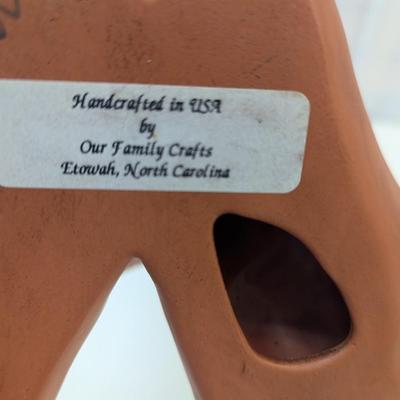 Handcrafted in USA
by
Our Family Crafts
Etowah, North Carolina